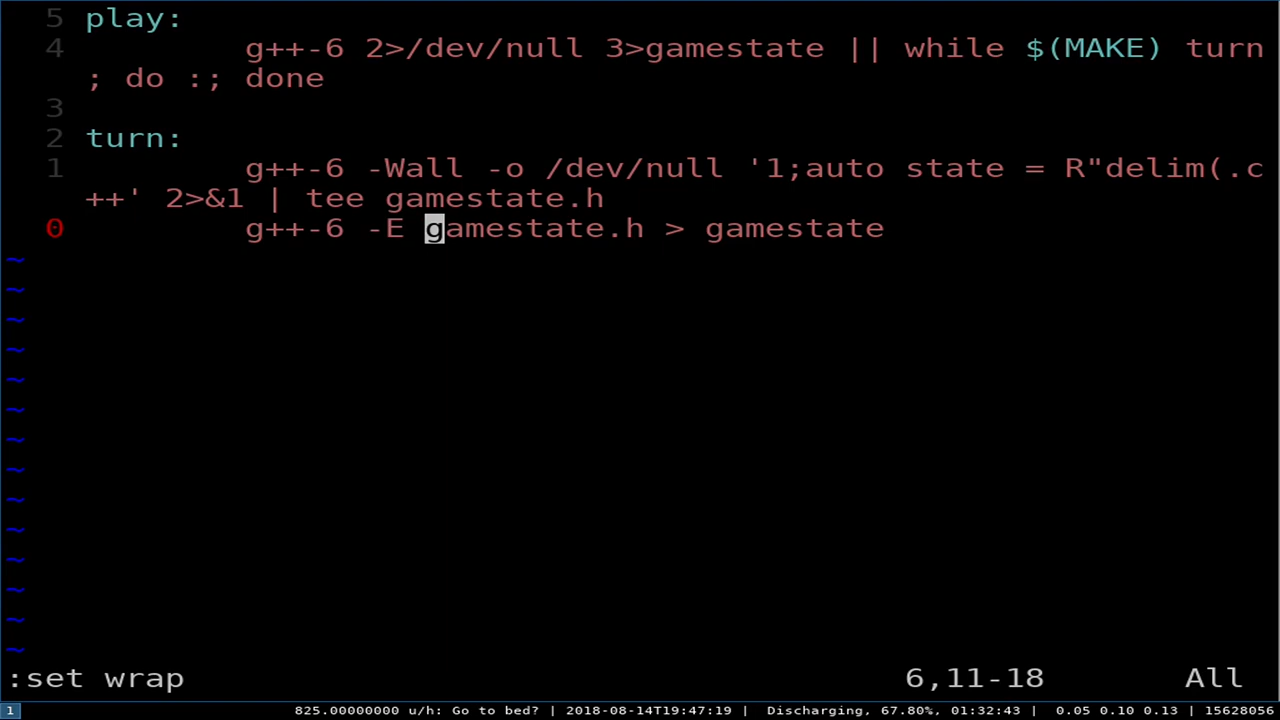 5 play:
4 g++-6 2>/dev/null 3>gamestate || while $(MAKE) turn
; do :; done
3
2 turn:
1 g++-6 -Wall -o /dev/null '1;auto state = R"delim(.c
++' 2>&1 | tee gamestate.h
0 g++-6 -E gamestate.h > gamestate
~
~
~
~
~
~
~
~
~
~
~
~
~
~
:set wrap 6,11-18 All
1 825.00000000 u/h: Go to bed? | 2018-08-14T19:47:19 | Discharging, 67.80%, 01:32:43 | 0.05 0.10 0.13 | 15628056